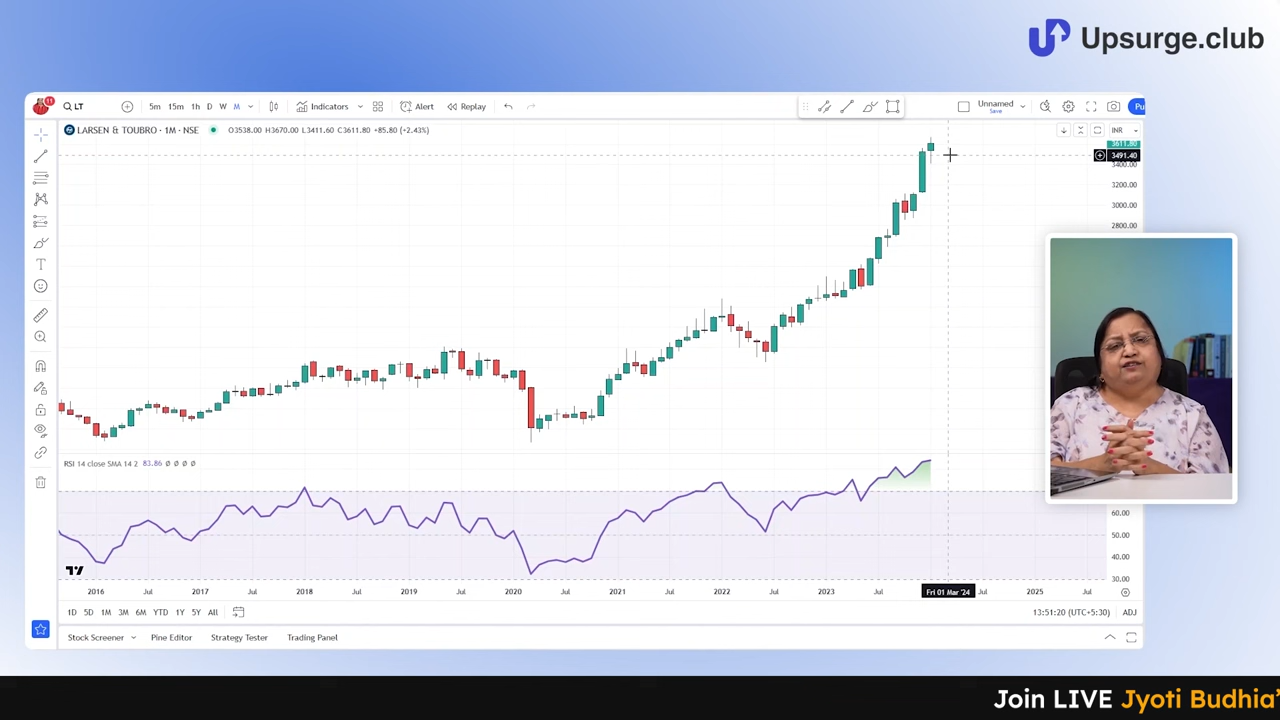 Upsurge.club
11
LT
5m 15m 1h D W M
Indicators
Alert
Replay
Unnamed
Save
Pu
LARSEN & TOUBRO · 1M · NSE
O3538.00 H3670.00 L3411.60 C3611.80 +85.80 (+2.43%)
INR
3611.80
3491.40
3400.00
3200.00
3000.00
2800.00
RSI 14 close SMA 14 2 83.86 Ø Ø Ø Ø
60.00
50.00
40.00
30.00
2016 Jul 2017 Jul 2018 Jul 2019 Jul 2020 Jul 2021 Jul 2022 Jul 2023 Jul Fri 01 Mar '24 Jul 2025 Jul
1D 5D 1M 3M 6M YTD 1Y 5Y All
13:51:20 (UTC+5:30) ADJ
Stock Screener Pine Editor Strategy Tester Trading Panel
Join LIVE Jyoti Budhia'